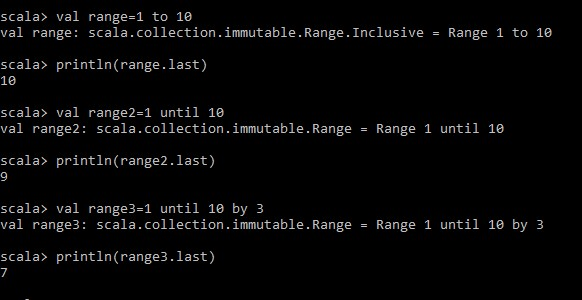 scala> val range=1 to 10
val range: scala.collection.immutable.Range.Inclusive = Range 1 to 10
scala> println(range.last)
10
scala> val range2=1 until 10
val range2: scala.collection.immutable.Range = Range 1 until 10
scala> println(range2.last)
9
scala> val range3=1 until 10 by 3
val range3: scala.collection.immutable.Range = Range 1 until 10 by 3
scala> println(range3.last)
7